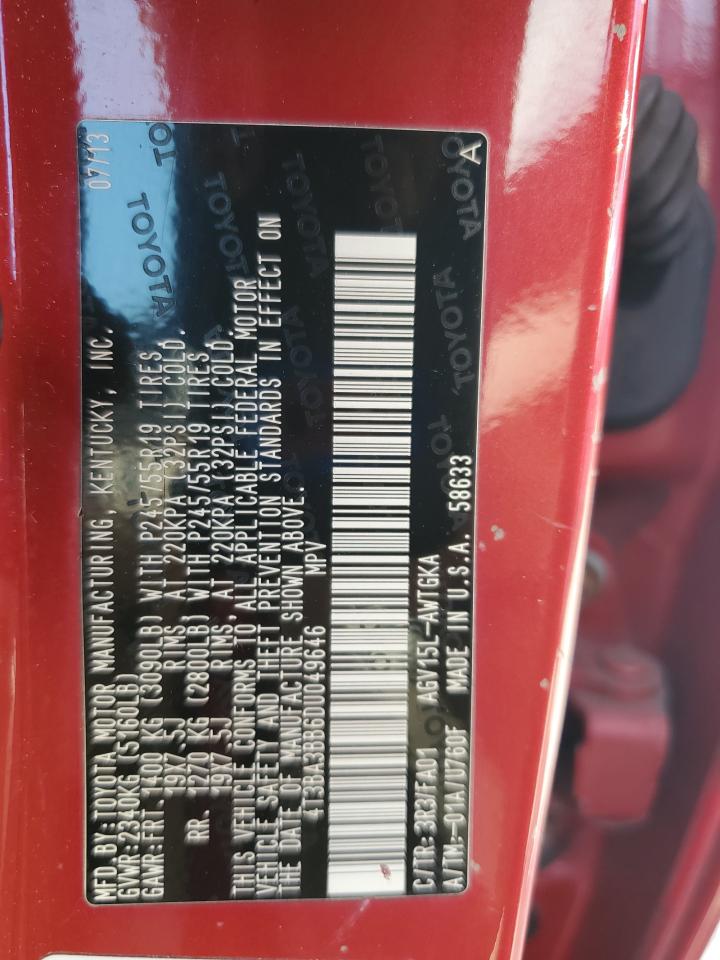 MFD. BY: TOYOTA MOTOR MANUFACTURING, KENTUCKY, INC. 07/13
GVWR: 2340KG (5160LB)
GAWR: FRT. 1400 KG (3090LB) WITH P245/55R19 TIRES,
19X7.5J RIMS, AT 220KPA (32PSI) COLD.
RR. 1270 KG (2800LB) WITH P245/55R19 TIRES,
19X7.5J RIMS, AT 220KPA (32PSI) COLD.
THIS VEHICLE CONFORMS TO ALL APPLICABLE FEDERAL MOTOR
VEHICLE SAFETY AND THEFT PREVENTION STANDARDS IN EFFECT ON
THE DATE OF MANUFACTURE SHOWN ABOVE.
4T3BA3BB6DU049646 MPV
C/TR: 3R3/FA01 AGV15L-AWTGKA
A/TM: -01A/U760F MADE IN U.S.A. 58633 A
TOYOTA